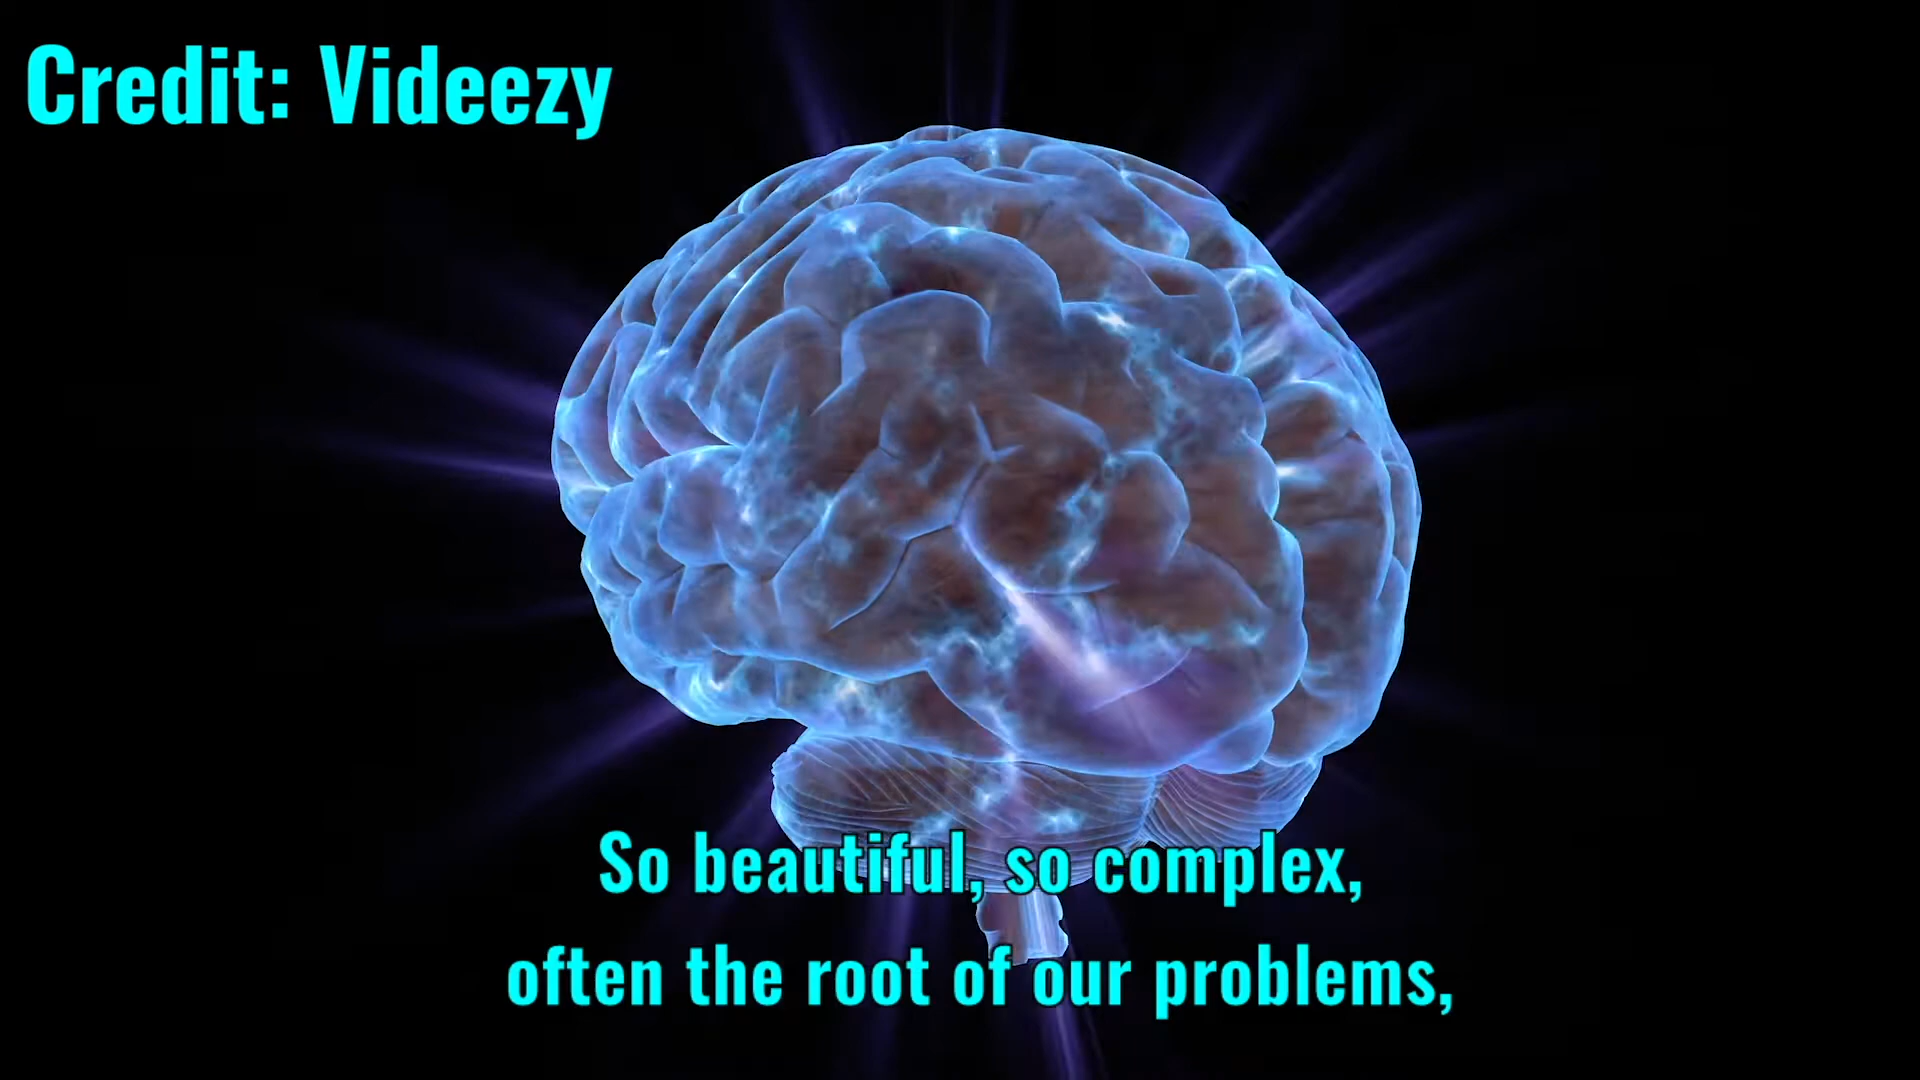 Credit: Videezy
So beautiful, so complex,
often the root of our problems,